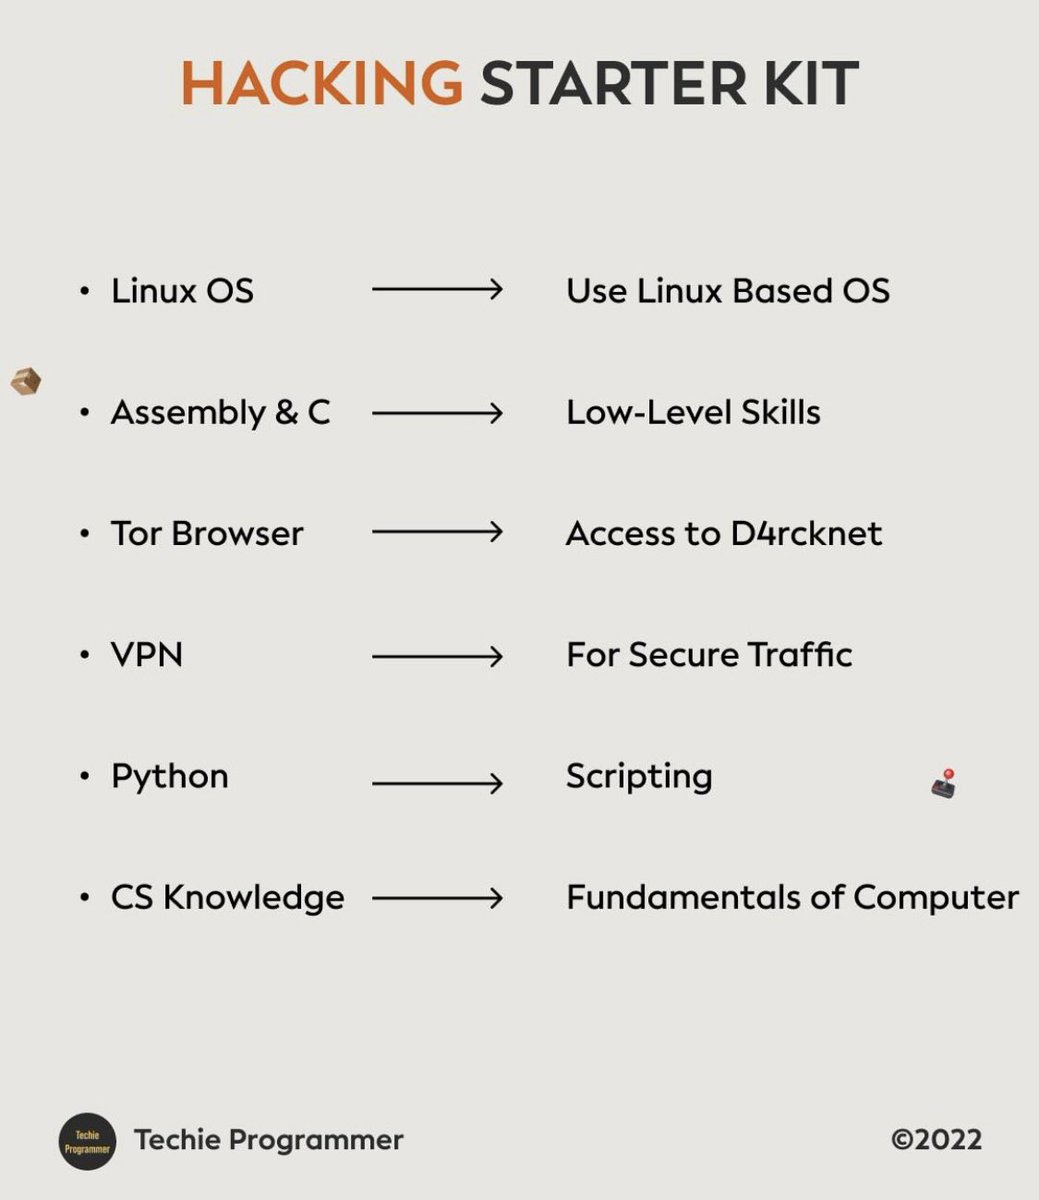 HACKING STARTER KIT
• Linux OS → Use Linux Based OS
• Assembly & C → Low-Level Skills
• Tor Browser → Access to D4rcknet
• VPN → For Secure Traffic
• Python → Scripting
• CS Knowledge → Fundamentals of Computer
Techie
Programmer
Techie Programmer
©2022